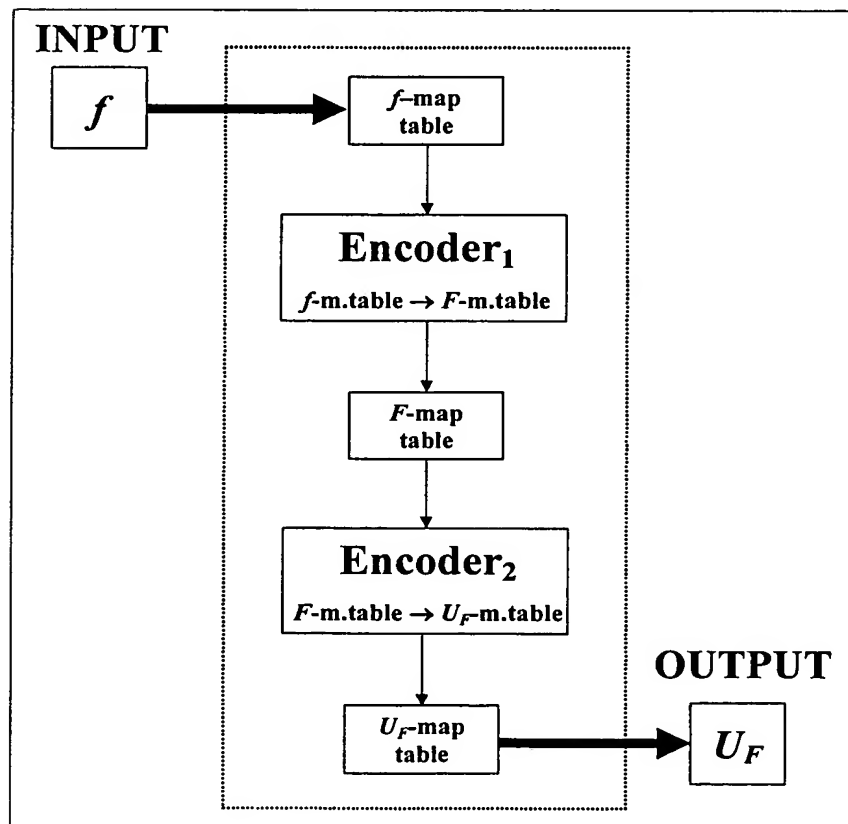 INPUT
f
f–map
table
Encoder₁
f-m.table → F-m.table
F-map
table
Encoder₂
F-m.table → U_F-m.table
OUTPUT
U_F-map
table
U_F